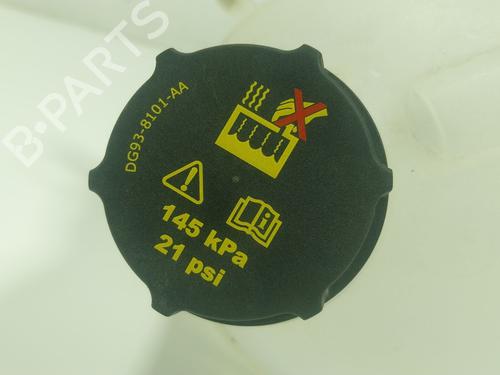 B-PARTS
DG93-8101-AA
145 kPa
21 psi